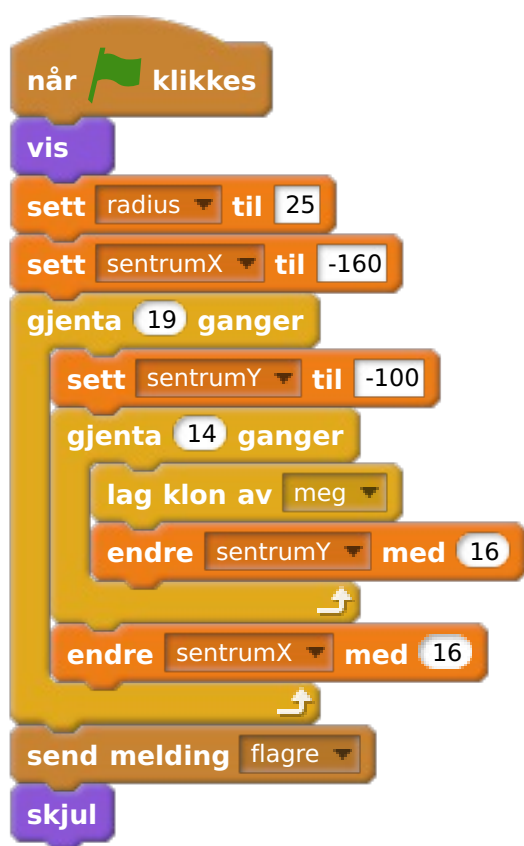 når klikkes
vis
sett radius til 25
sett sentrumX til -160
gjenta 19 ganger
sett sentrumY til -100
gjenta 14 ganger
lag klon av meg
endre sentrumY med 16
endre sentrumX med 16
send melding flagre
skjul